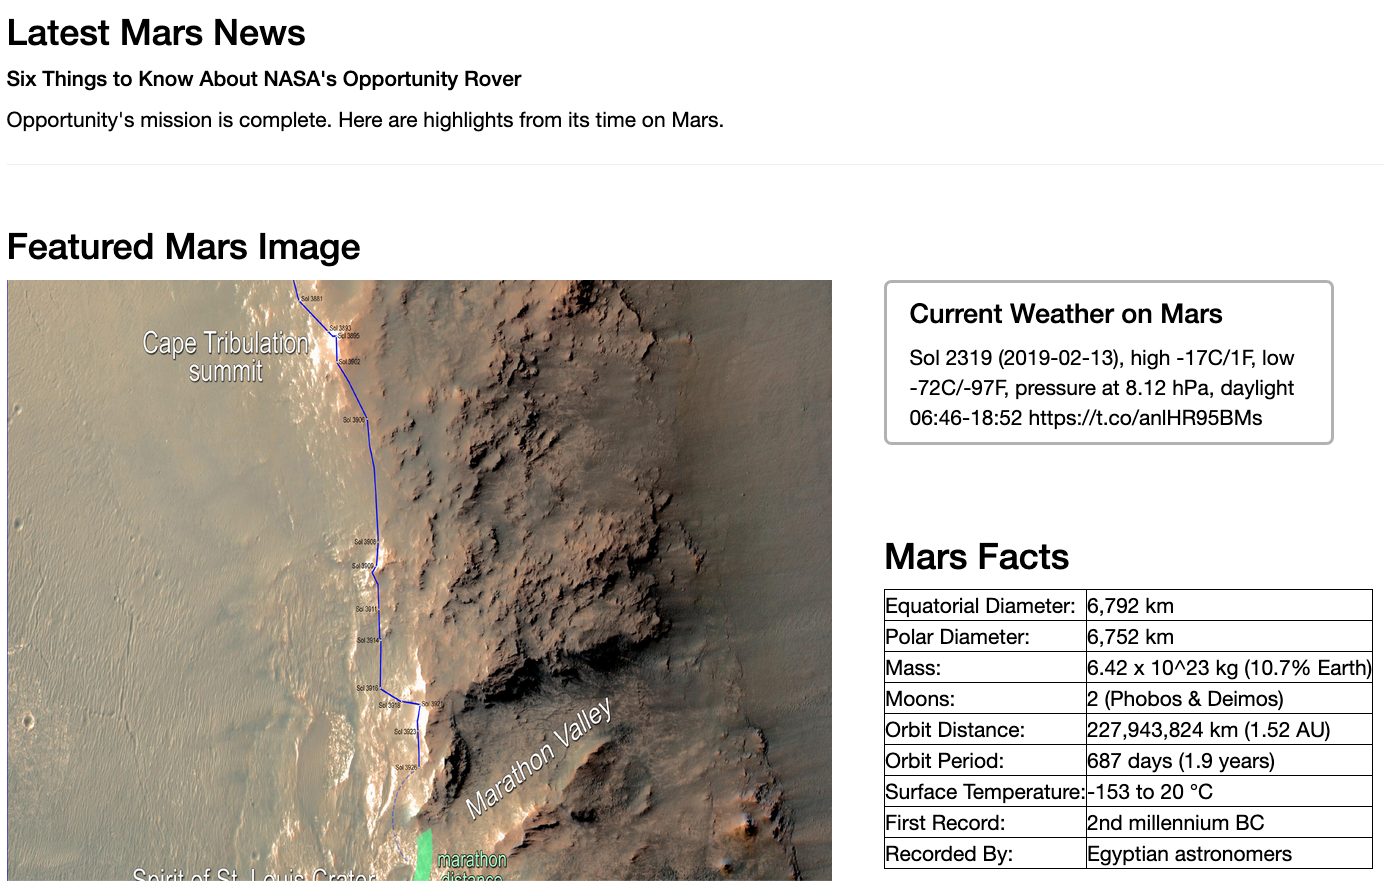 Latest Mars News
Six Things to Know About NASA's Opportunity Rover
Opportunity's mission is complete. Here are highlights from its time on Mars.
Featured Mars Image
Sol 3881
Sol 3893
Sol 3895
Cape Tribulation
summit
Sol 3902
Sol 3906
Sol 3908
Sol 3909
Sol 3911
Sol 3914
Sol 3916
Sol 3918
Sol 3921
Sol 3923
Sol 3926
Marathon Valley
marathon
distance
Spirit of St. Louis Crater
Current Weather on Mars
Sol 2319 (2019-02-13), high -17C/1F, low
-72C/-97F, pressure at 8.12 hPa, daylight
06:46-18:52 https://t.co/anIHR95BMs
Mars Facts
Equatorial Diameter: 6,792 km
Polar Diameter: 6,752 km
Mass: 6.42 x 10^23 kg (10.7% Earth)
Moons: 2 (Phobos & Deimos)
Orbit Distance: 227,943,824 km (1.52 AU)
Orbit Period: 687 days (1.9 years)
Surface Temperature: -153 to 20 °C
First Record: 2nd millennium BC
Recorded By: Egyptian astronomers